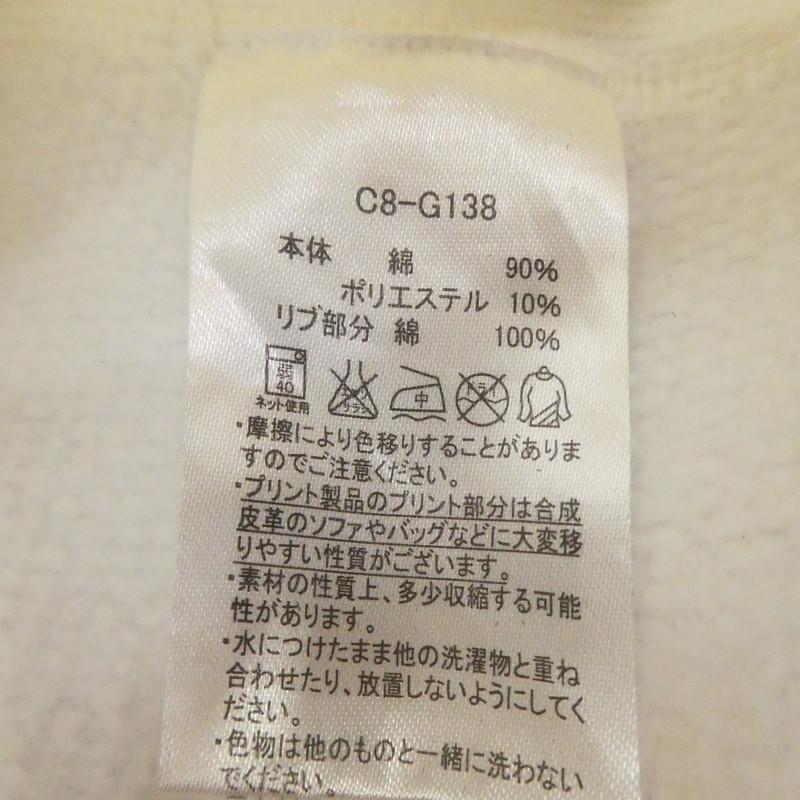 C8-G138
本体 綿 90%
ポリエステル 10%
リブ部分 綿 100%
弱
40
中
ドライ
ネット使用
・摩擦により色移りすることがありま
すのでご注意ください。
・プリント製品のプリント部分は合成
皮革のソファやバッグなどに大変移
りやすい性質がございます。
・素材の性質上、多少収縮する可能
性があります。
・水につけたまま他の洗濯物と重ね
合わせたり、放置しないようにしてく
ださい。
・色物は他のものと一緒に洗わない
でください。